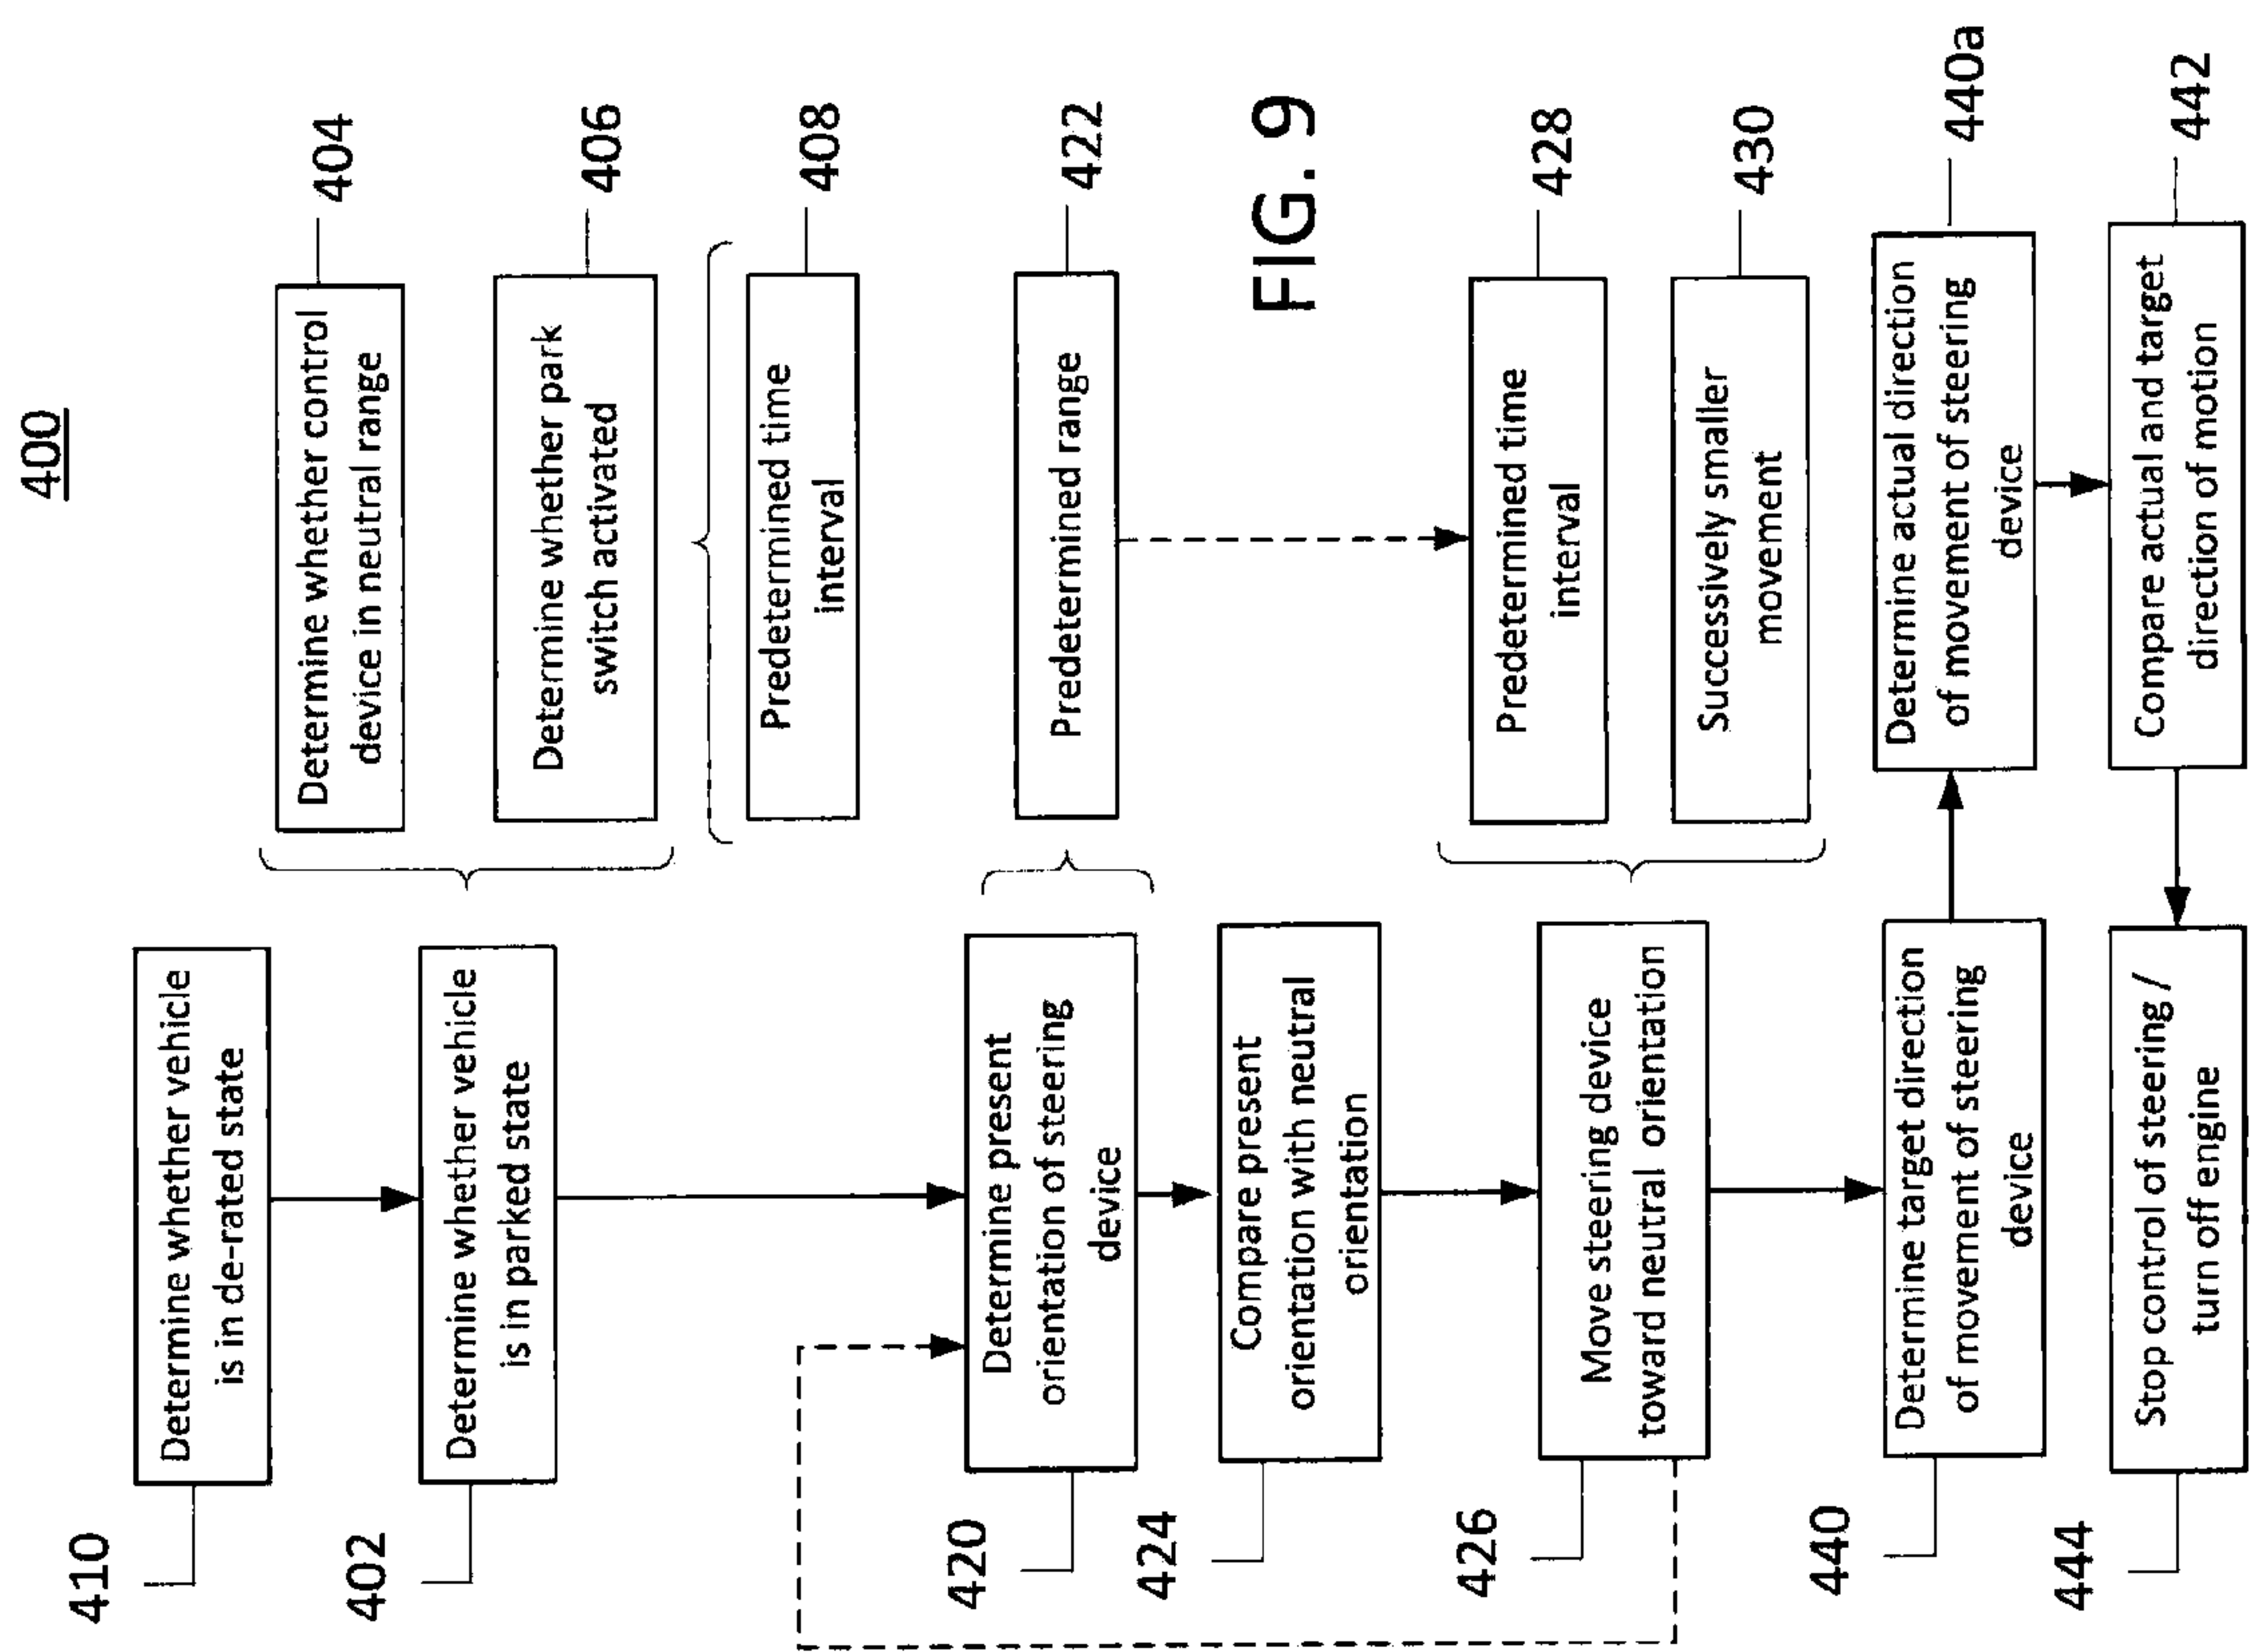 400
410
Determine whether vehicle
is in de-rated state
402
Determine whether vehicle
is in parked state
Determine whether control
device in neutral range
404
Determine whether park
switch activated
406
Predetermined time
interval
408
420
Determine present
orientation of steering
device
Predetermined range
422
424
Compare present
orientation with neutral
orientation
FIG. 9
426
Move steering device
toward neutral orientation
Predetermined time
interval
428
Successively smaller
movement
430
440
Determine target direction
of movement of steering
device
Determine actual direction
of movement of steering
device
440a
Compare actual and target
direction of motion
442
444
Stop control of steering /
turn off engine